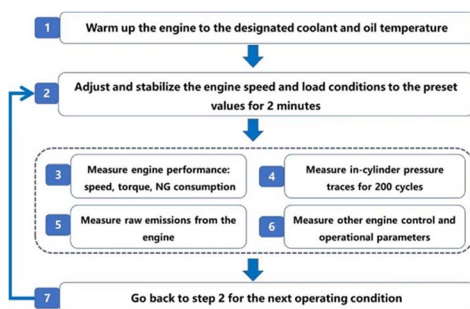 1 Warm up the engine to the designated coolant and oil temperature
2 Adjust and stabilize the engine speed and load conditions to the preset
values for 2 minutes
3 Measure engine performance:
speed, torque, NG consumption
4 Measure in-cylinder pressure
traces for 200 cycles
5 Measure raw emissions from the
engine
6 Measure other engine control and
operational parameters
7 Go back to step 2 for the next operating condition